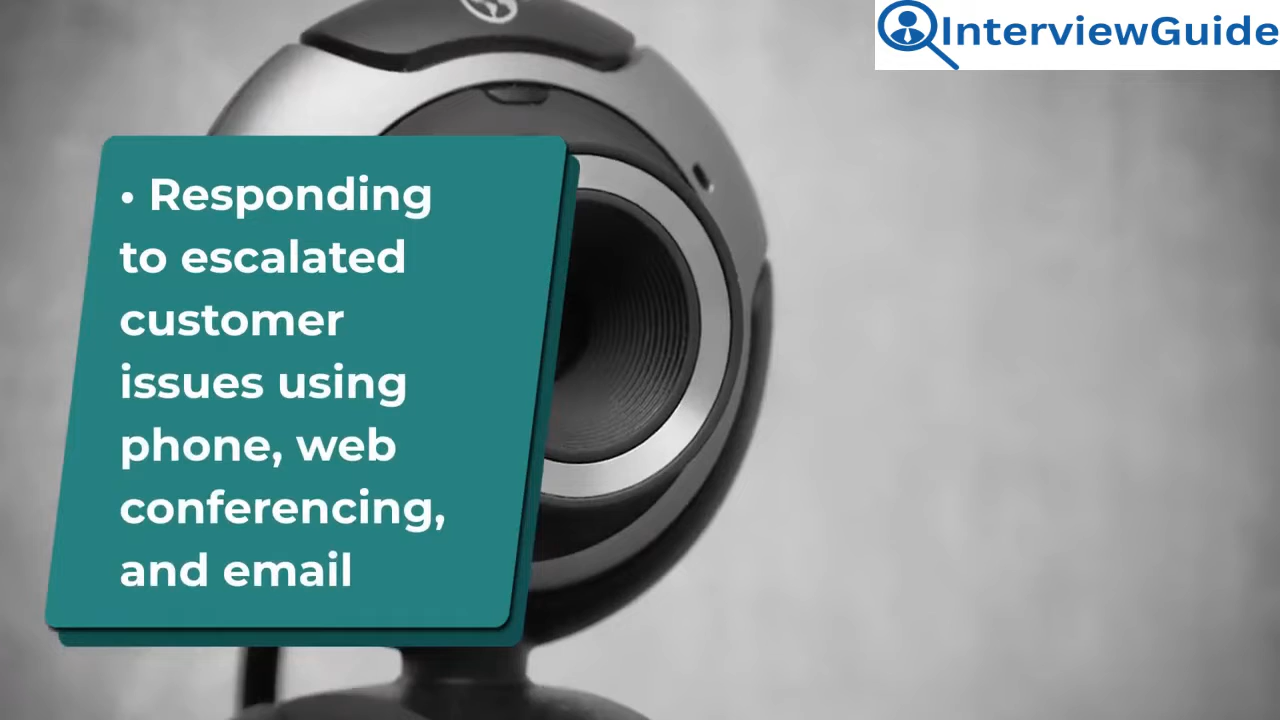 InterviewGuide
• Responding
to escalated
customer
issues using
phone, web
conferencing,
and email